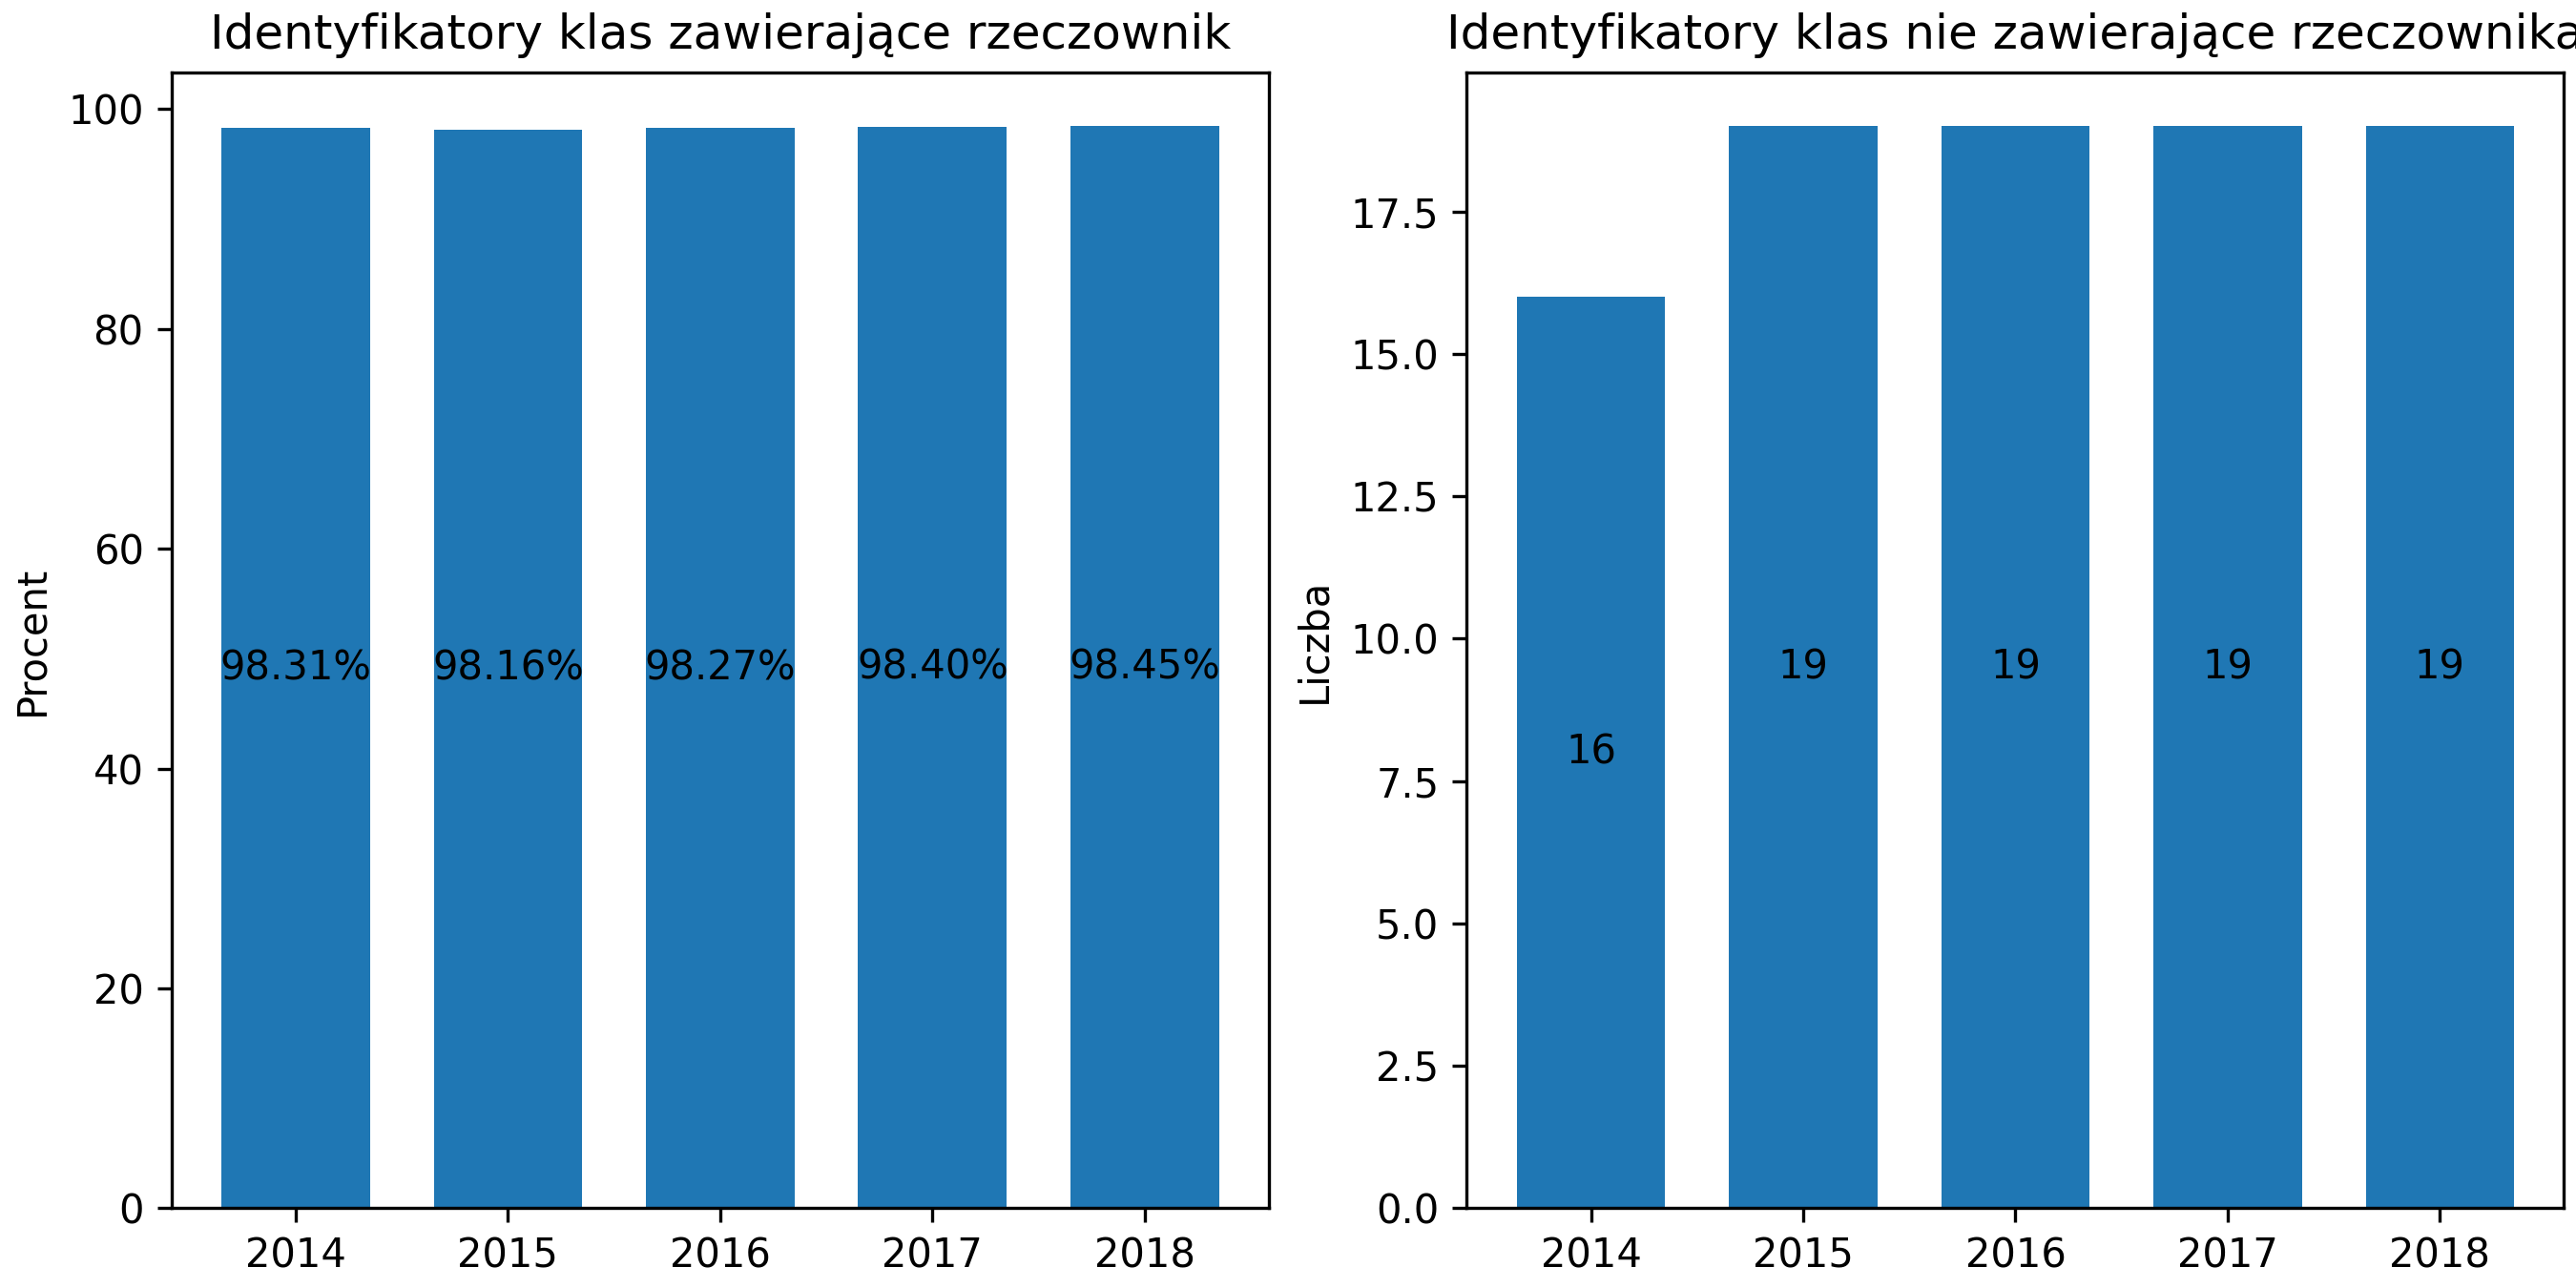 Identyfikatory klas zawierające rzeczownik
Procent
100
80
60
40
20
0
98.31% 98.16% 98.27% 98.40% 98.45%
2014 2015 2016 2017 2018
Identyfikatory klas nie zawierające rzeczownika
Liczba
17.5
15.0
12.5
10.0
7.5
5.0
2.5
0.0
16 19 19 19 19
2014 2015 2016 2017 2018